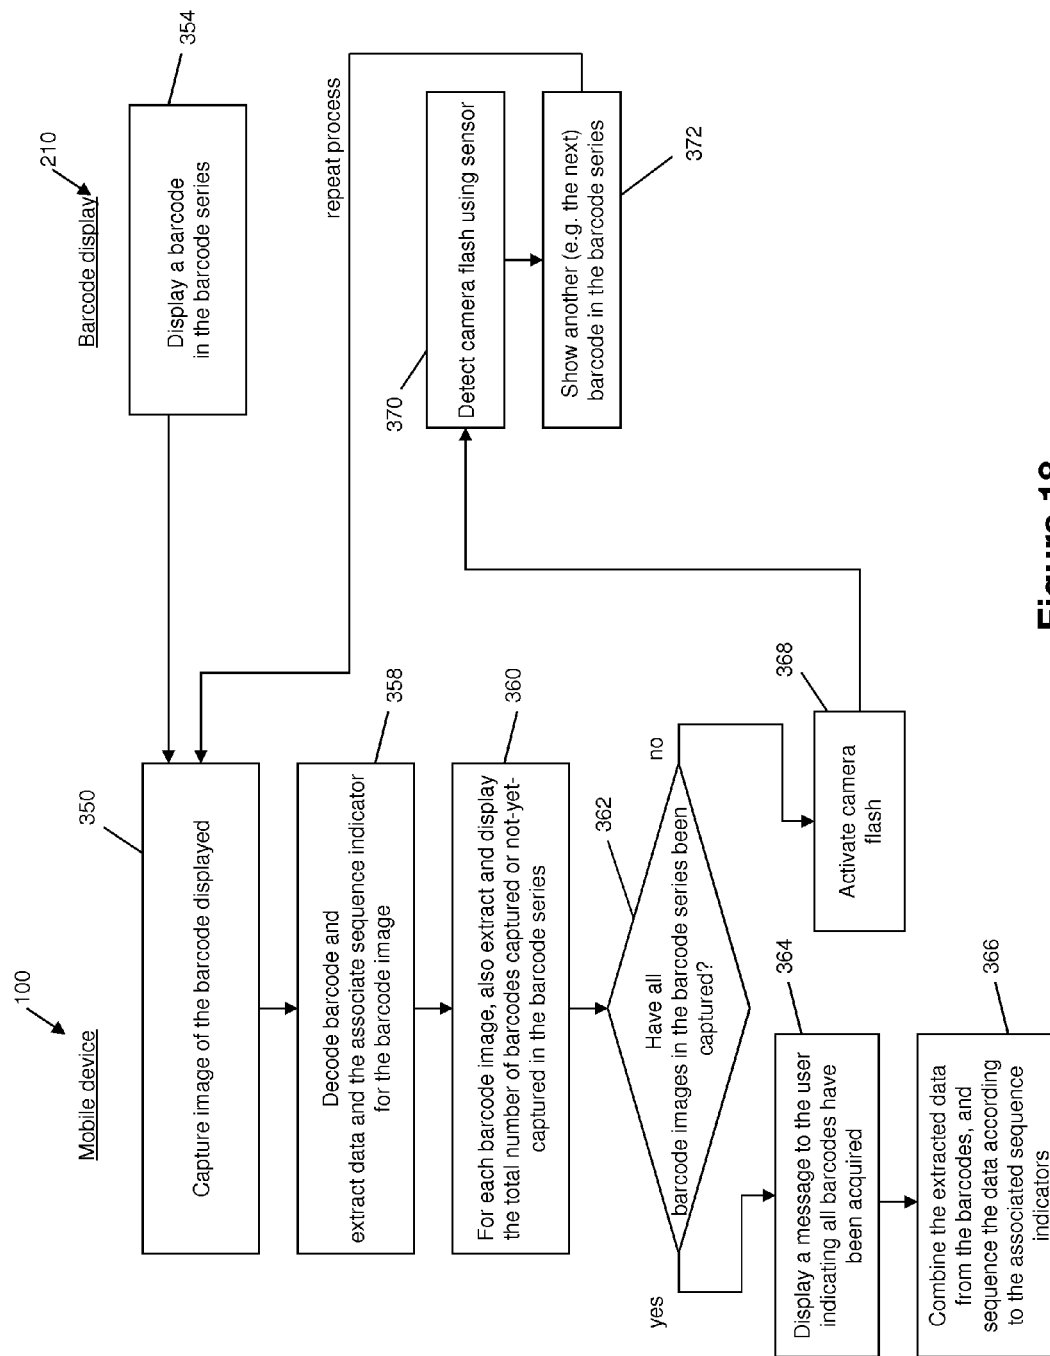 100
Mobile device
210
Barcode display
350
Capture image of the barcode displayed
354
Display a barcode
in the barcode series
358
Decode barcode and
extract data and the associate sequence indicator
for the barcode image
360
For each barcode image, also extract and display
the total number of barcodes captured or not-yet-
captured in the barcode series
repeat process
362
Have all
barcode images in the barcode series been
captured?
yes
no
370
Detect camera flash using sensor
Show another (e.g. the next)
barcode in the barcode series
372
364
Display a message to the user
indicating all barcodes have
been acquired
368
Activate camera
flash
366
Combine the extracted data
from the barcodes, and
sequence the data according
to the associated sequence
indicators
Figure 18